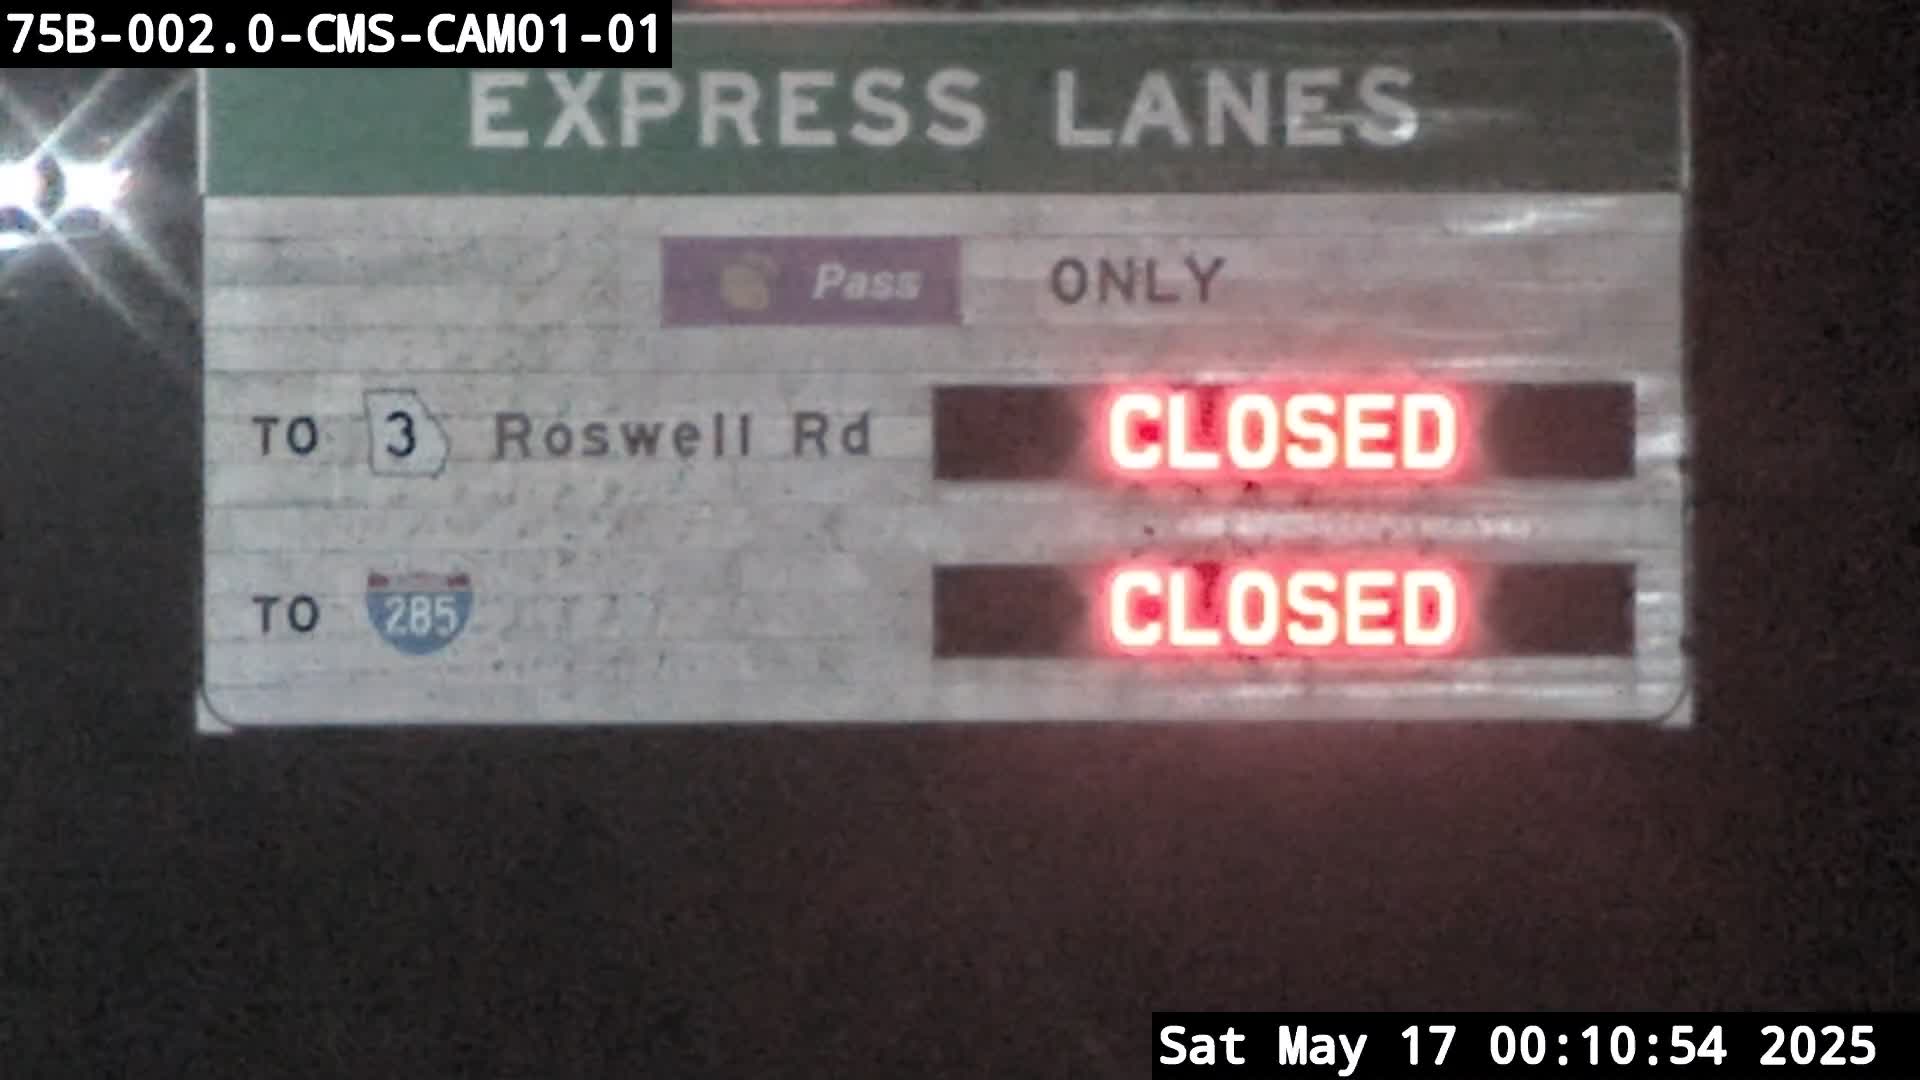 75B-002.0-CMS-CAM01-01
EXPRESS LANES
Pass ONLY
TO 3 Roswell Rd CLOSED
TO 285 CLOSED
Sat May 17 00:10:54 2025